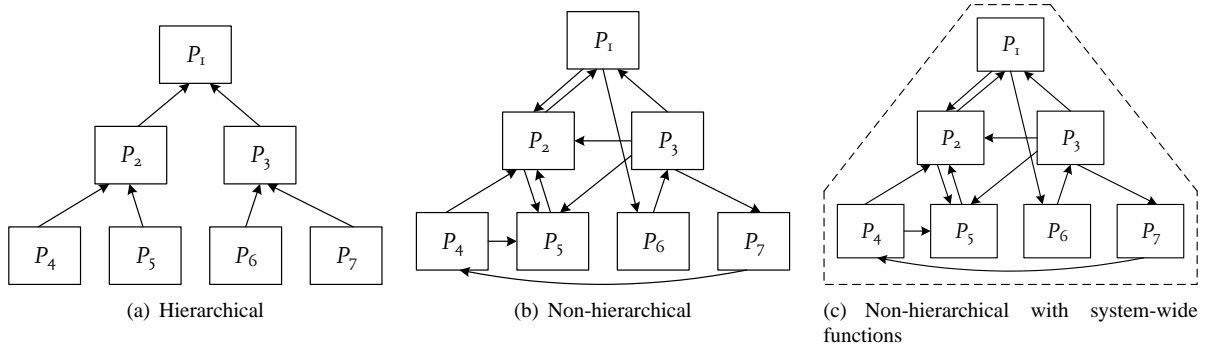 P₁
P₂ P₃
P₄ P₅ P₆ P₇
(a) Hierarchical
P₁
P₂ P₃
P₄ P₅ P₆ P₇
(b) Non-hierarchical
P₁
P₂ P₃
P₄ P₅ P₆ P₇
(c) Non-hierarchical with system-wide
functions